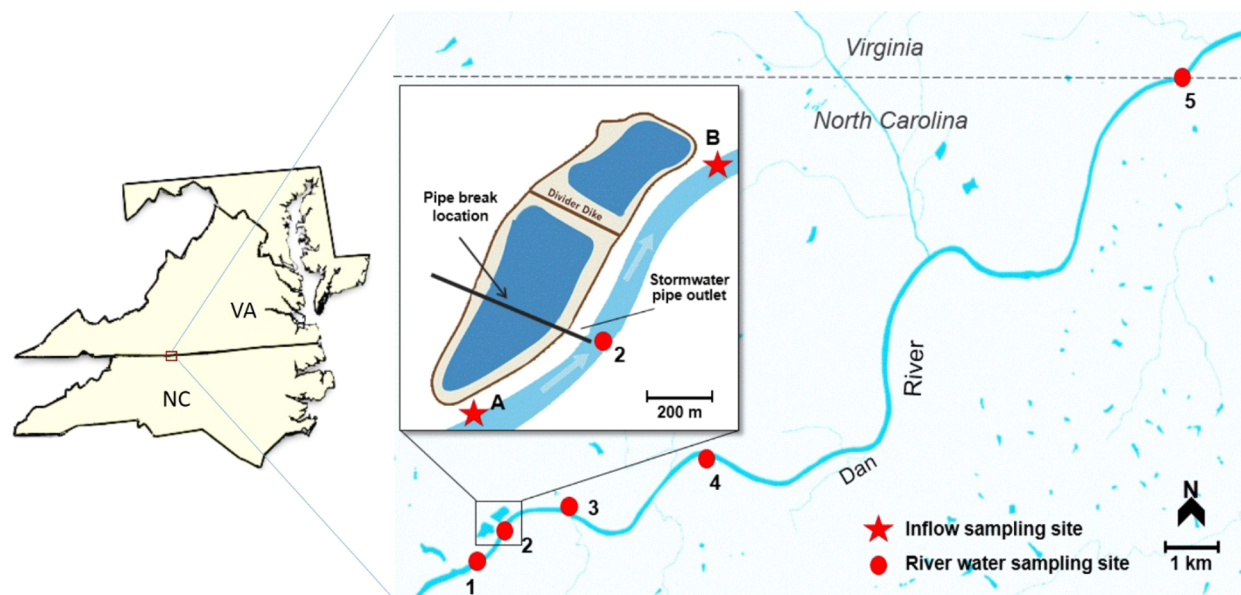 VA
NC
Virginia
North Carolina
5
B
Pipe break
location
Divider Dike
Stormwater
pipe outlet
2
A
200 m
River
Dan
4
3
2
1
N
1 km
Inflow sampling site
River water sampling site